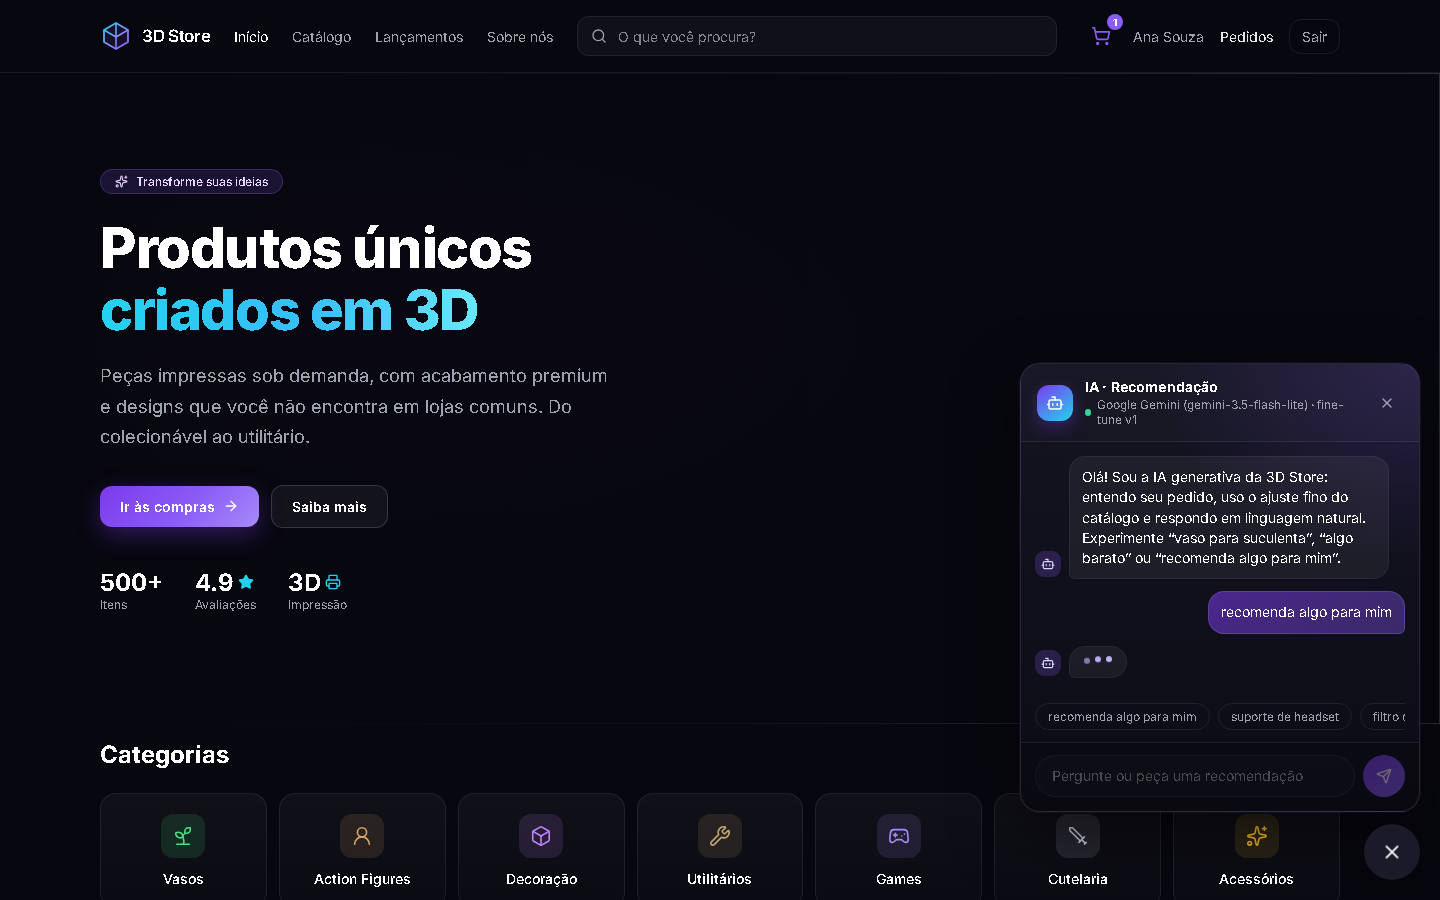 3D Store
Início
Catálogo
Lançamentos
Sobre nós
O que você procura?
1
Ana Souza
Pedidos
Sair
Transforme suas ideias
Produtos únicos
criados em 3D
Peças impressas sob demanda, com acabamento premium
e designs que você não encontra em lojas comuns. Do
colecionável ao utilitário.
Ir às compras
Saiba mais
500+
Itens
4.9
Avaliações
3D
Impressão
Categorias
Vasos
Action Figures
Decoração
Utilitários
Games
Cutelaria
Acessórios
IA · Recomendação
Google Gemini (gemini-3.5-flash-lite) · fine-
tune v1
Olá! Sou a IA generativa da 3D Store:
entendo seu pedido, uso o ajuste fino do
catálogo e respondo em linguagem natural.
Experimente “vaso para suculenta”, “algo
barato” ou “recomenda algo para mim”.
recomenda algo para mim
recomenda algo para mim
suporte de headset
filtro
Pergunte ou peça uma recomendação